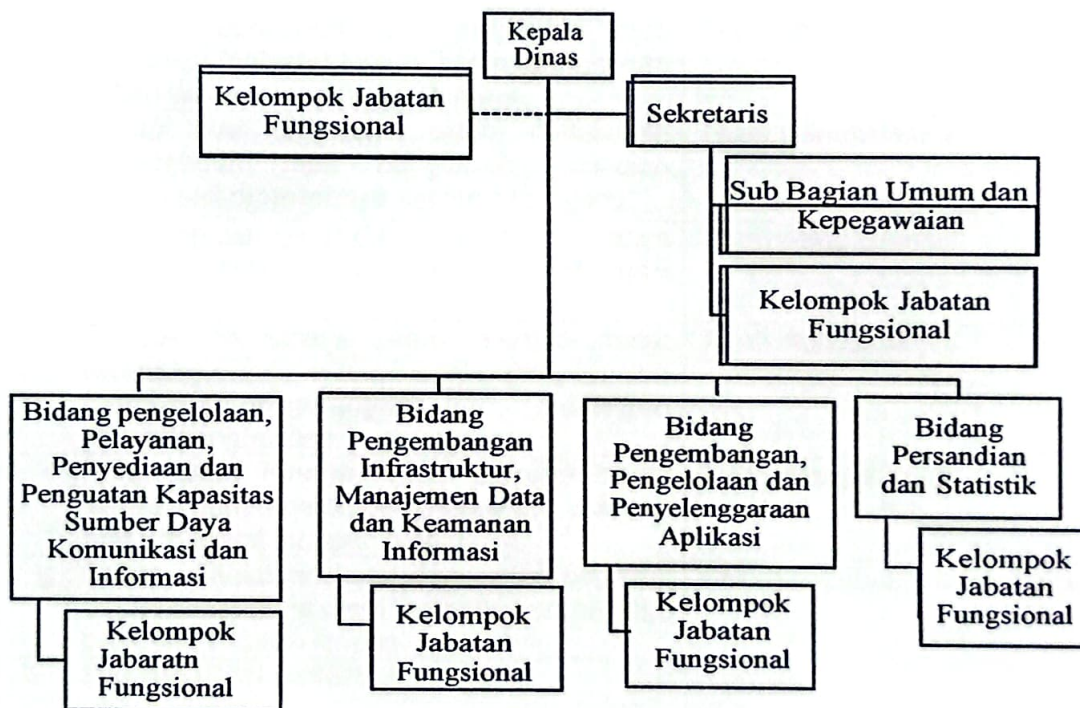 Kepala
Dinas
Kelompok Jabatan
Fungsional
Sekretaris
Sub Bagian Umum dan
Kepegawaian
Kelompok Jabatan
Fungsional
Bidang pengelolaan,
Pelayanan,
Penyediaan dan
Penguatan Kapasitas
Sumber Daya
Komunikasi dan
Informasi
Kelompok
Jabaratn
Fungsional
Bidang
Pengembangan
Infrastruktur,
Manajemen Data
dan Keamanan
Informasi
Kelompok
Jabatan
Fungsional
Bidang
Pengembangan,
Pengelolaan dan
Penyelenggaraan
Aplikasi
Kelompok
Jabatan
Fungsional
Bidang
Persandian
dan Statistik
Kelompok
Jabatan
Fungsional